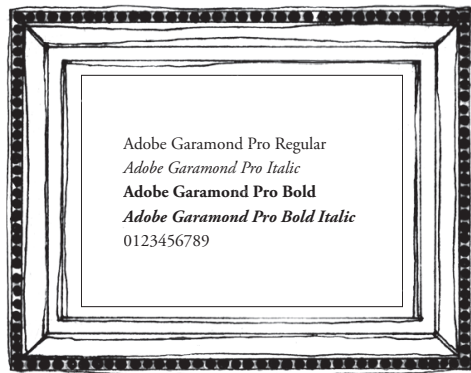 Adobe Garamond Pro Regular
Adobe Garamond Pro Italic
Adobe Garamond Pro Bold
Adobe Garamond Pro Bold Italic
0123456789